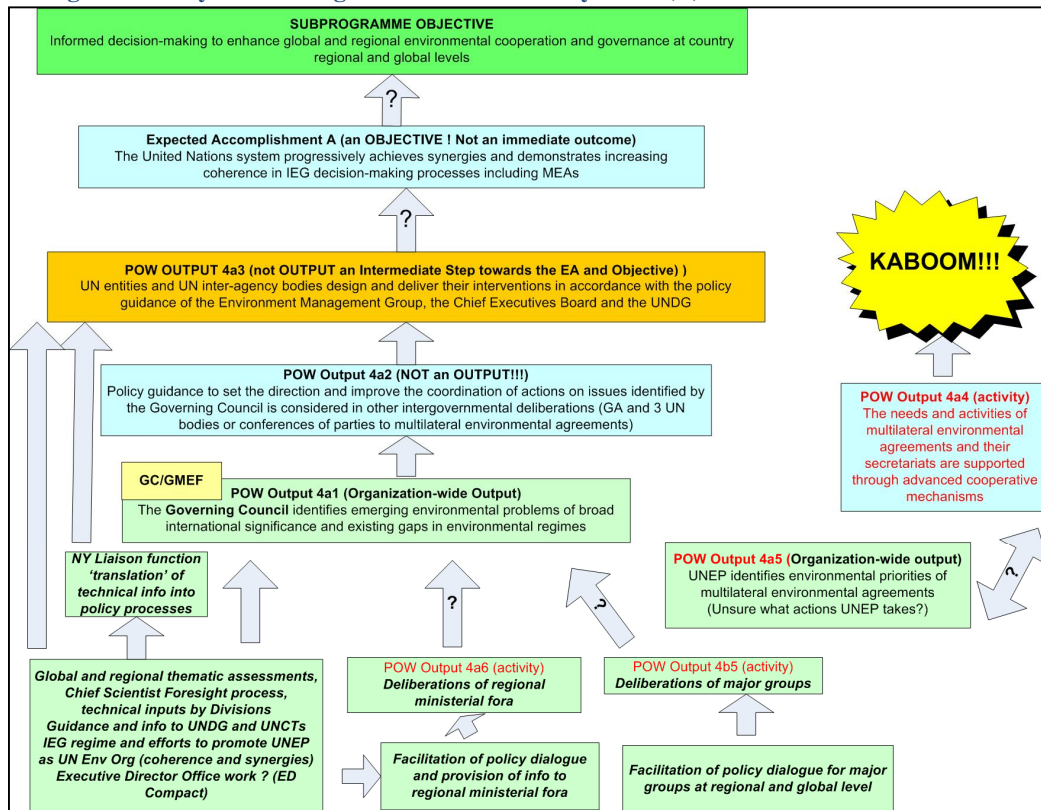 SUBPROGRAMME OBJECTIVE
Informed decision-making to enhance global and regional environmental cooperation and governance at country
regional and global levels
?
Expected Accomplishment A (an OBJECTIVE ! Not an immediate outcome)
The United Nations system progressively achieves synergies and demonstrates increasing
coherence in IEG decision-making processes including MEAs
?
POW OUTPUT 4a3 (not OUTPUT an Intermediate Step towards the EA and Objective) )
UN entities and UN inter-agency bodies design and deliver their interventions in accordance with the policy
guidance of the Environment Management Group, the Chief Executives Board and the UNDG
KABOOM!!!
POW Output 4a2 (NOT an OUTPUT!!!)
Policy guidance to set the direction and improve the coordination of actions on issues identified by
the Governing Council is considered in other intergovernmental deliberations (GA and 3 UN
bodies or conferences of parties to multilateral environmental agreements)
POW Output 4a4 (activity)
The needs and activities of
multilateral environmental
agreements and their
secretariats are supported
through advanced cooperative
mechanisms
GC/GMEF
POW Output 4a1 (Organization-wide Output)
The Governing Council identifies emerging environmental problems of broad
international significance and existing gaps in environmental regimes
NY Liaison function
‘translation’ of
technical info into
policy processes
?
?
POW Output 4a5 (Organization-wide output)
UNEP identifies environmental priorities of
multilateral environmental agreements
(Unsure what actions UNEP takes?)
?
Global and regional thematic assessments,
Chief Scientist Foresight process,
technical inputs by Divisions
Guidance and info to UNDG and UNCTs
IEG regime and efforts to promote UNEP
as UN Env Org (coherence and synergies)
Executive Director Office work ? (ED
Compact)
POW Output 4a6 (activity)
Deliberations of regional
ministerial fora
POW Output 4b5 (activity)
Deliberations of major groups
Facilitation of policy dialogue
and provision of info to
regional ministerial fora
Facilitation of policy dialogue for major
groups at regional and global level